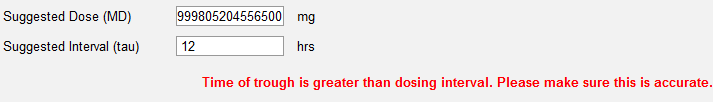 Suggested Dose (MD) 999805204556500 mg
Suggested Interval (tau) 12 hrs
Time of trough is greater than dosing interval. Please make sure this is accurate.